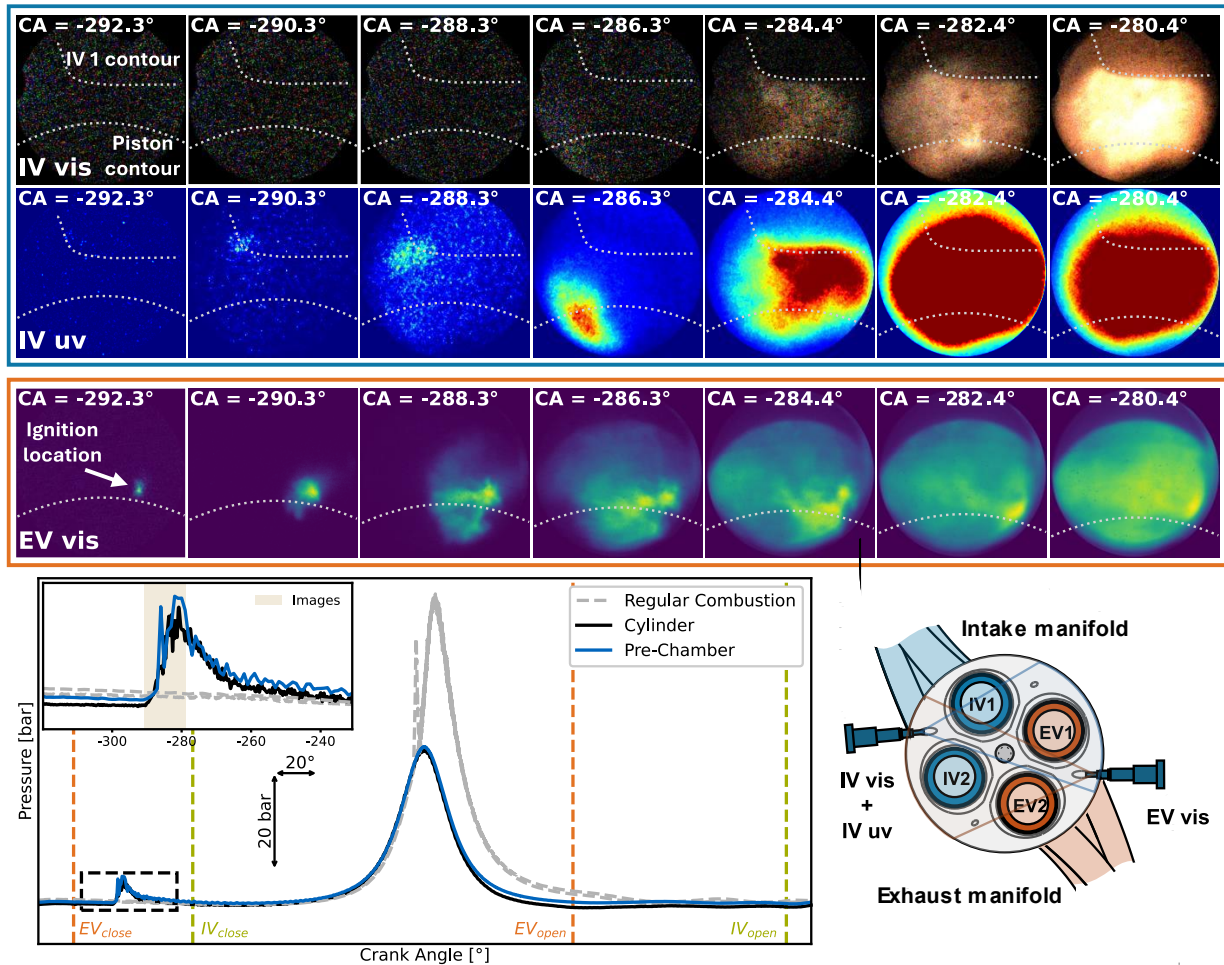 CA = -292.3° CA = -290.3° CA = -288.3° CA = -286.3° CA = -284.4° CA = -282.4° CA = -280.4°
IV 1 contour
Piston
contour
IV vis
CA = -292.3° CA = -290.3° CA = -288.3° CA = -286.3° CA = -284.4° CA = -282.4° CA = -280.4°
IV uv
CA = -292.3° CA = -290.3° CA = -288.3° CA = -286.3° CA = -284.4° CA = -282.4° CA = -280.4°
Ignition
location
EV vis
Images
-300 -280 -260 -240
Regular Combustion
Cylinder
Pre-Chamber
20°
20 bar
Pressure [bar]
EVclose
IVclose
EVopen
IVopen
Crank Angle [°]
Intake manifold
IV1
EV1
IV2
EV2
IV vis
+
IV uv
EV vis
Exhaust manifold